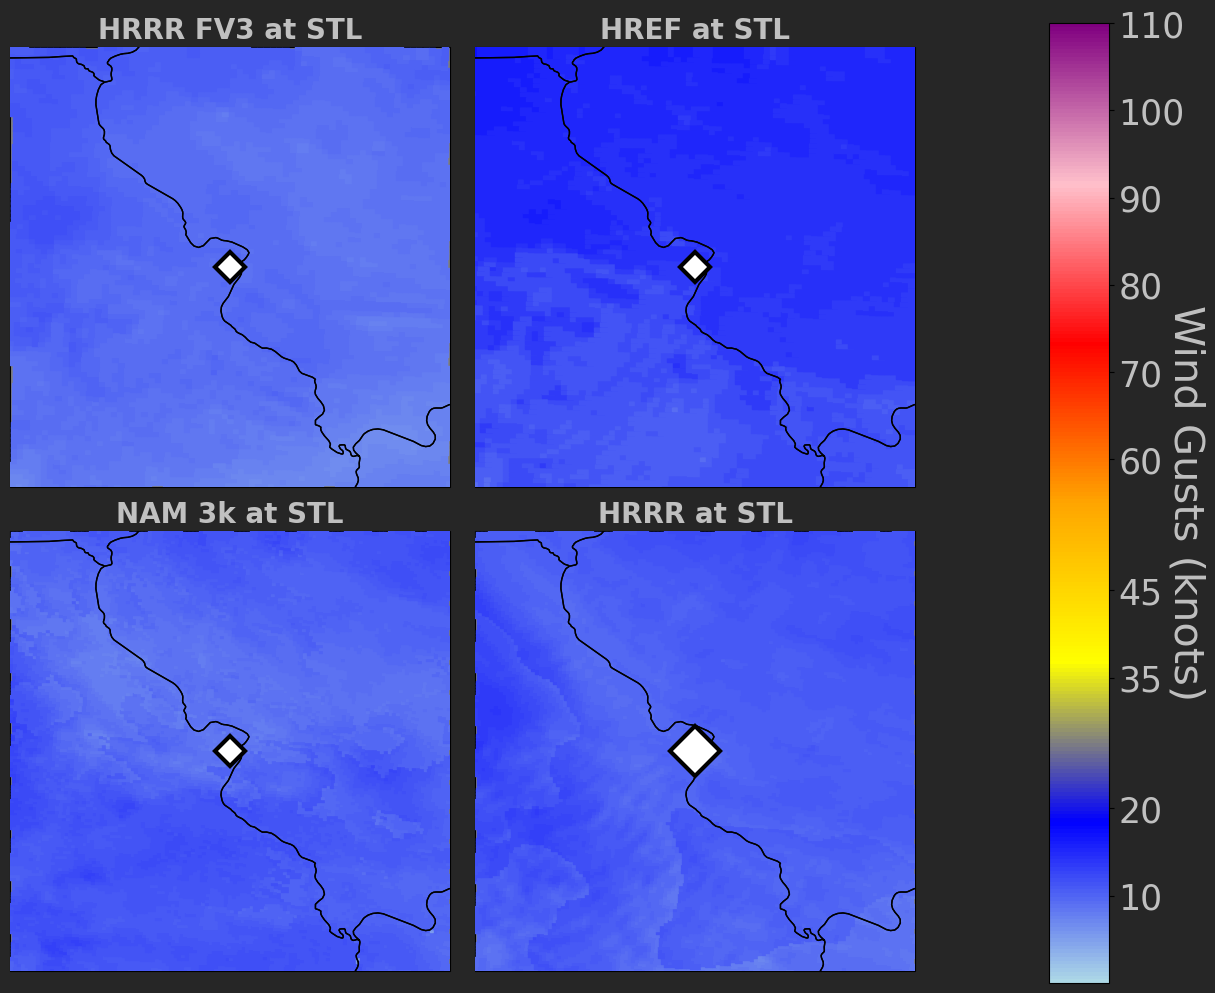 HRRR FV3 at STL
HREF at STL
NAM 3k at STL
HRRR at STL
110
100
90
80
70
60
45
35
20
10
Wind Gusts (knots)